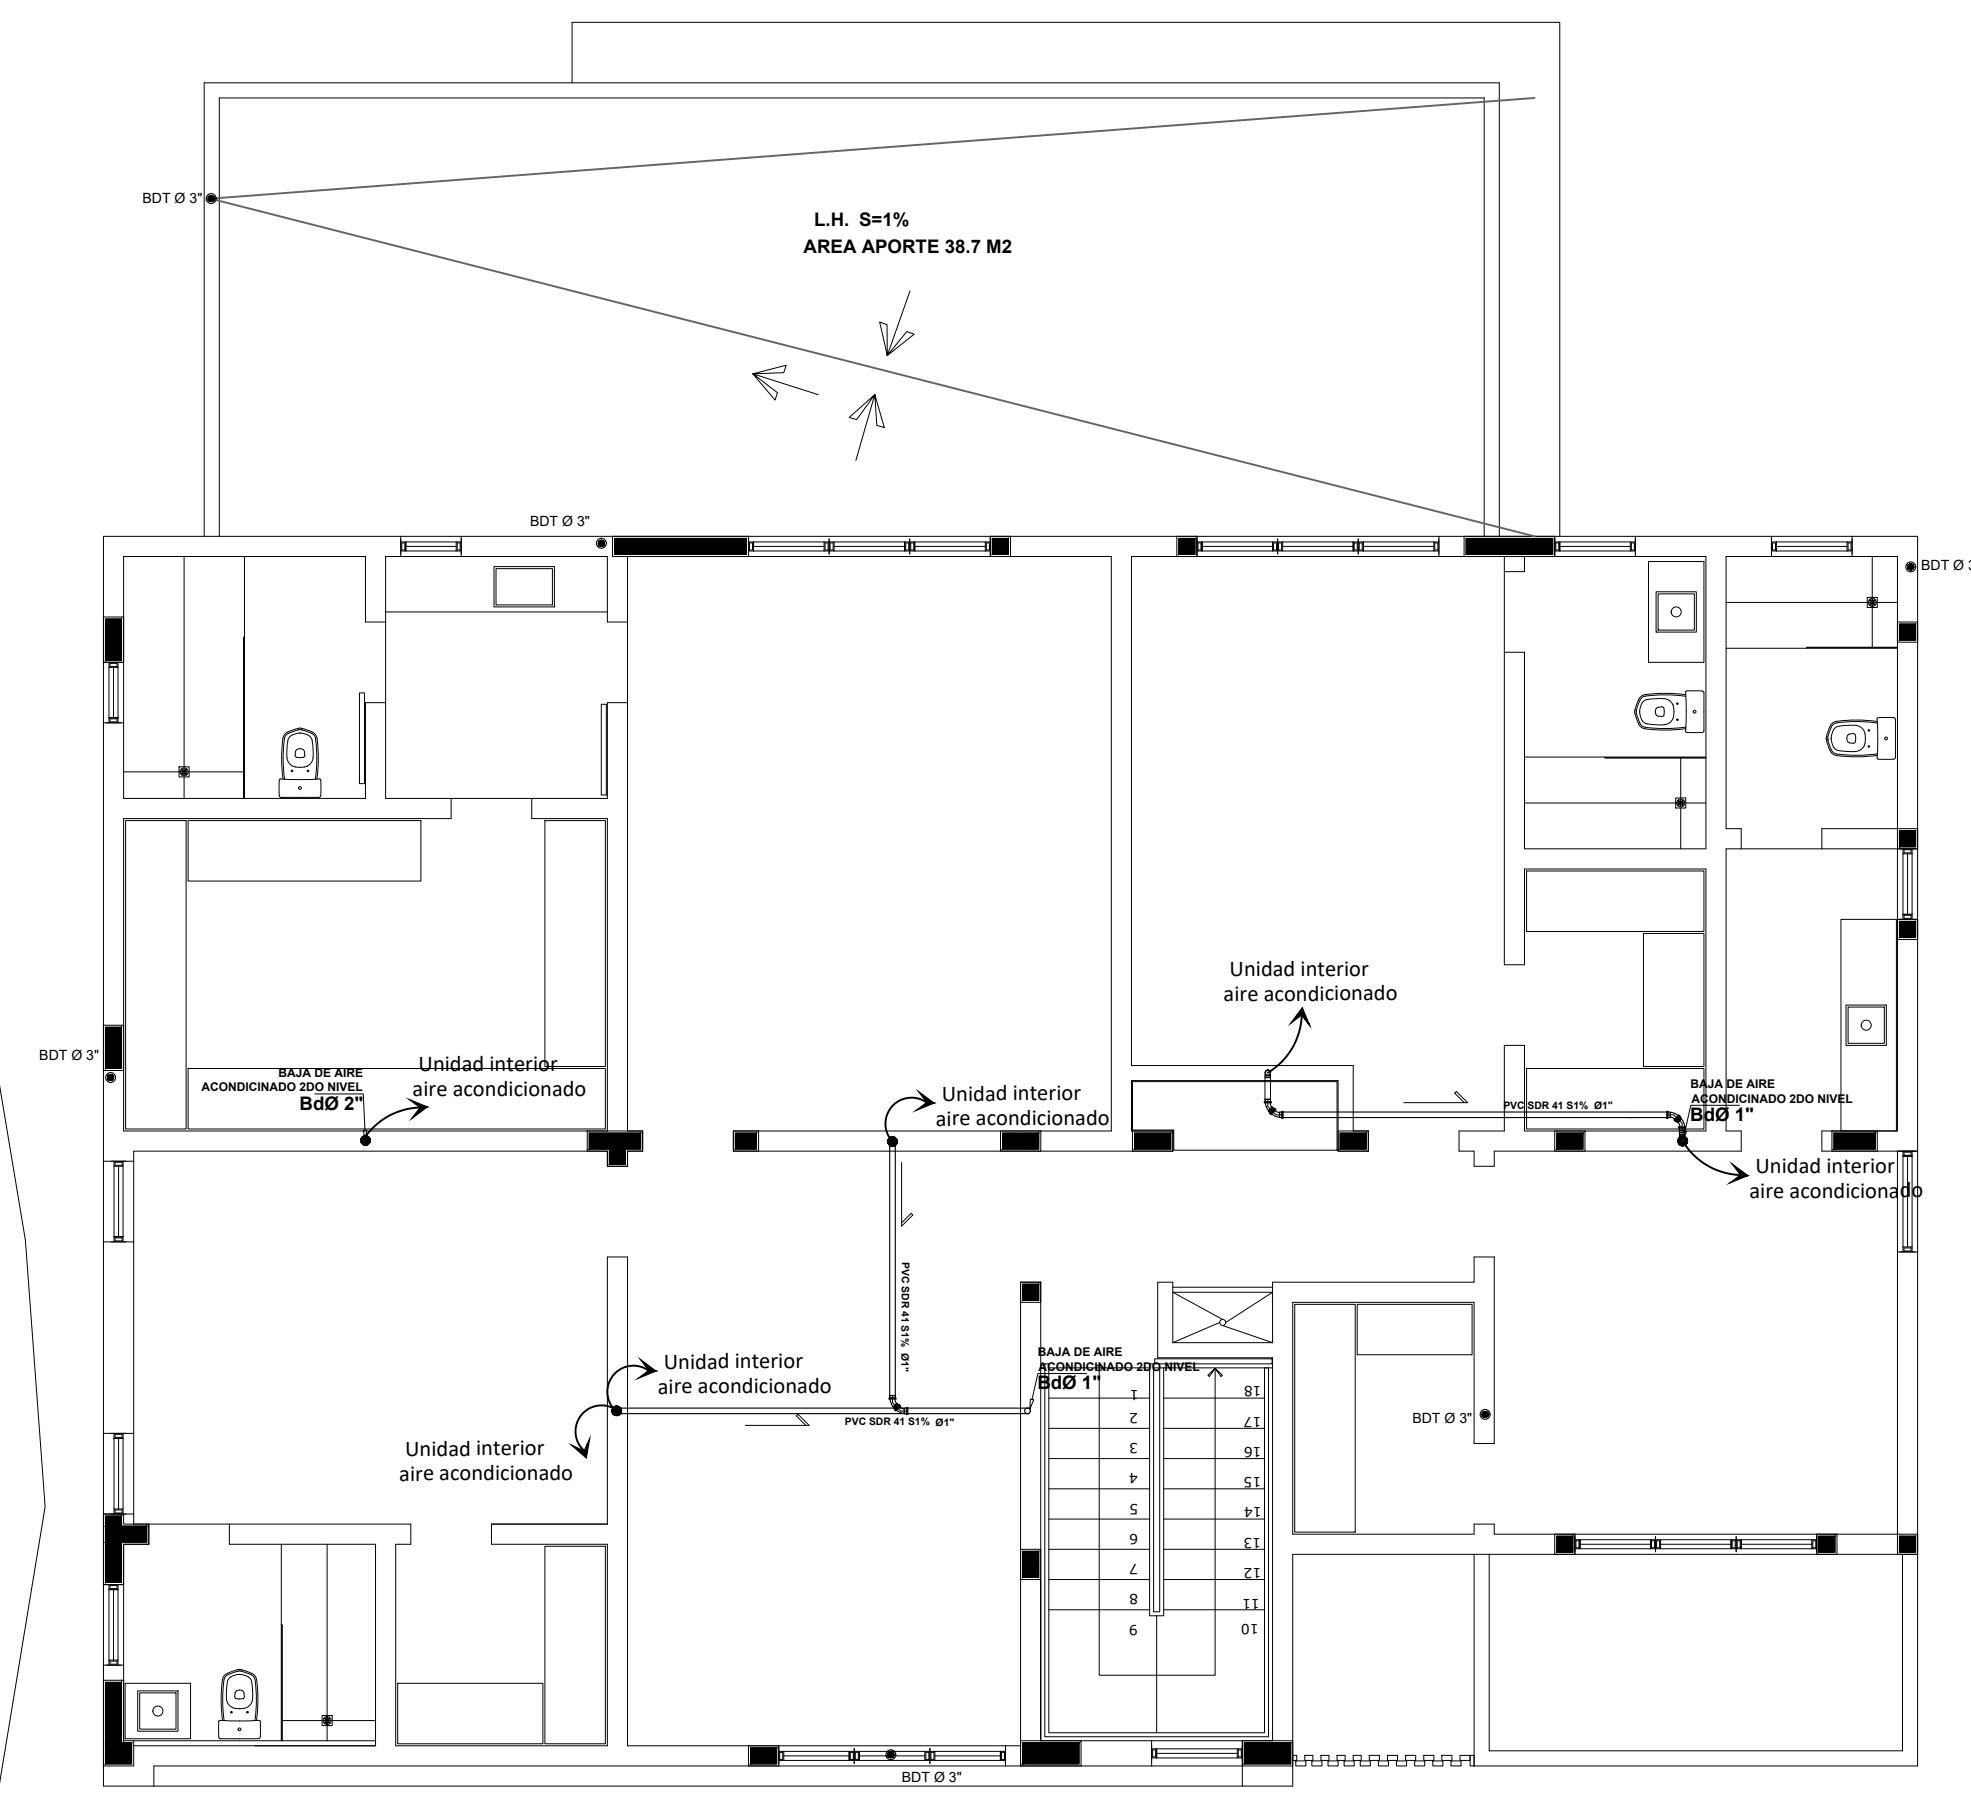 BDT Ø 3"
L.H. S=1%
AREA APORTE 38.7 M2
BDT Ø 3"
BDT Ø 3
Unidad interior
aire acondicionado
BDT Ø 3"
BAJA DE AIRE
ACONDICINADO 2DO NIVEL
BdØ 2"
Unidad interior
aire acondicionado
Unidad interior
aire acondicionado
PVC SDR 41 S1% Ø1"
BAJA DE AIRE
ACONDICINADO 2DO NIVEL
BdØ 1"
Unidad interior
aire acondicionado
PVC SDR 41 S1% Ø1"
Unidad interior
aire acondicionado
BAJA DE AIRE
ACONDICINADO 2DO NIVEL
BdØ 1"
PVC SDR 41 S1% Ø1"
Unidad interior
aire acondicionado
BDT Ø 3"
1 18
2 17
3 16
4 15
5 14
6 13
7 12
8 11
9 10
BDT Ø 3"